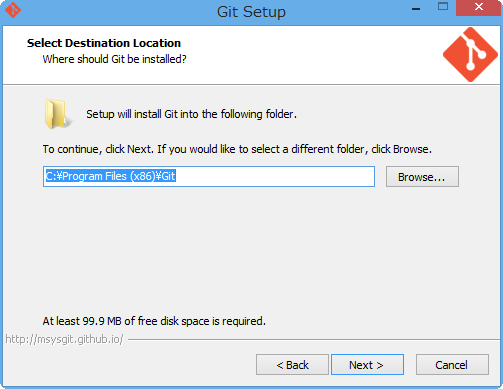 Git Setup
Select Destination Location
Where should Git be installed?
Setup will install Git into the following folder.
To continue, click Next. If you would like to select a different folder, click Browse.
C:¥Program Files (x86)¥Git
Browse...
At least 99.9 MB of free disk space is required.
http://msysgit.github.io/
< Back
Next >
Cancel